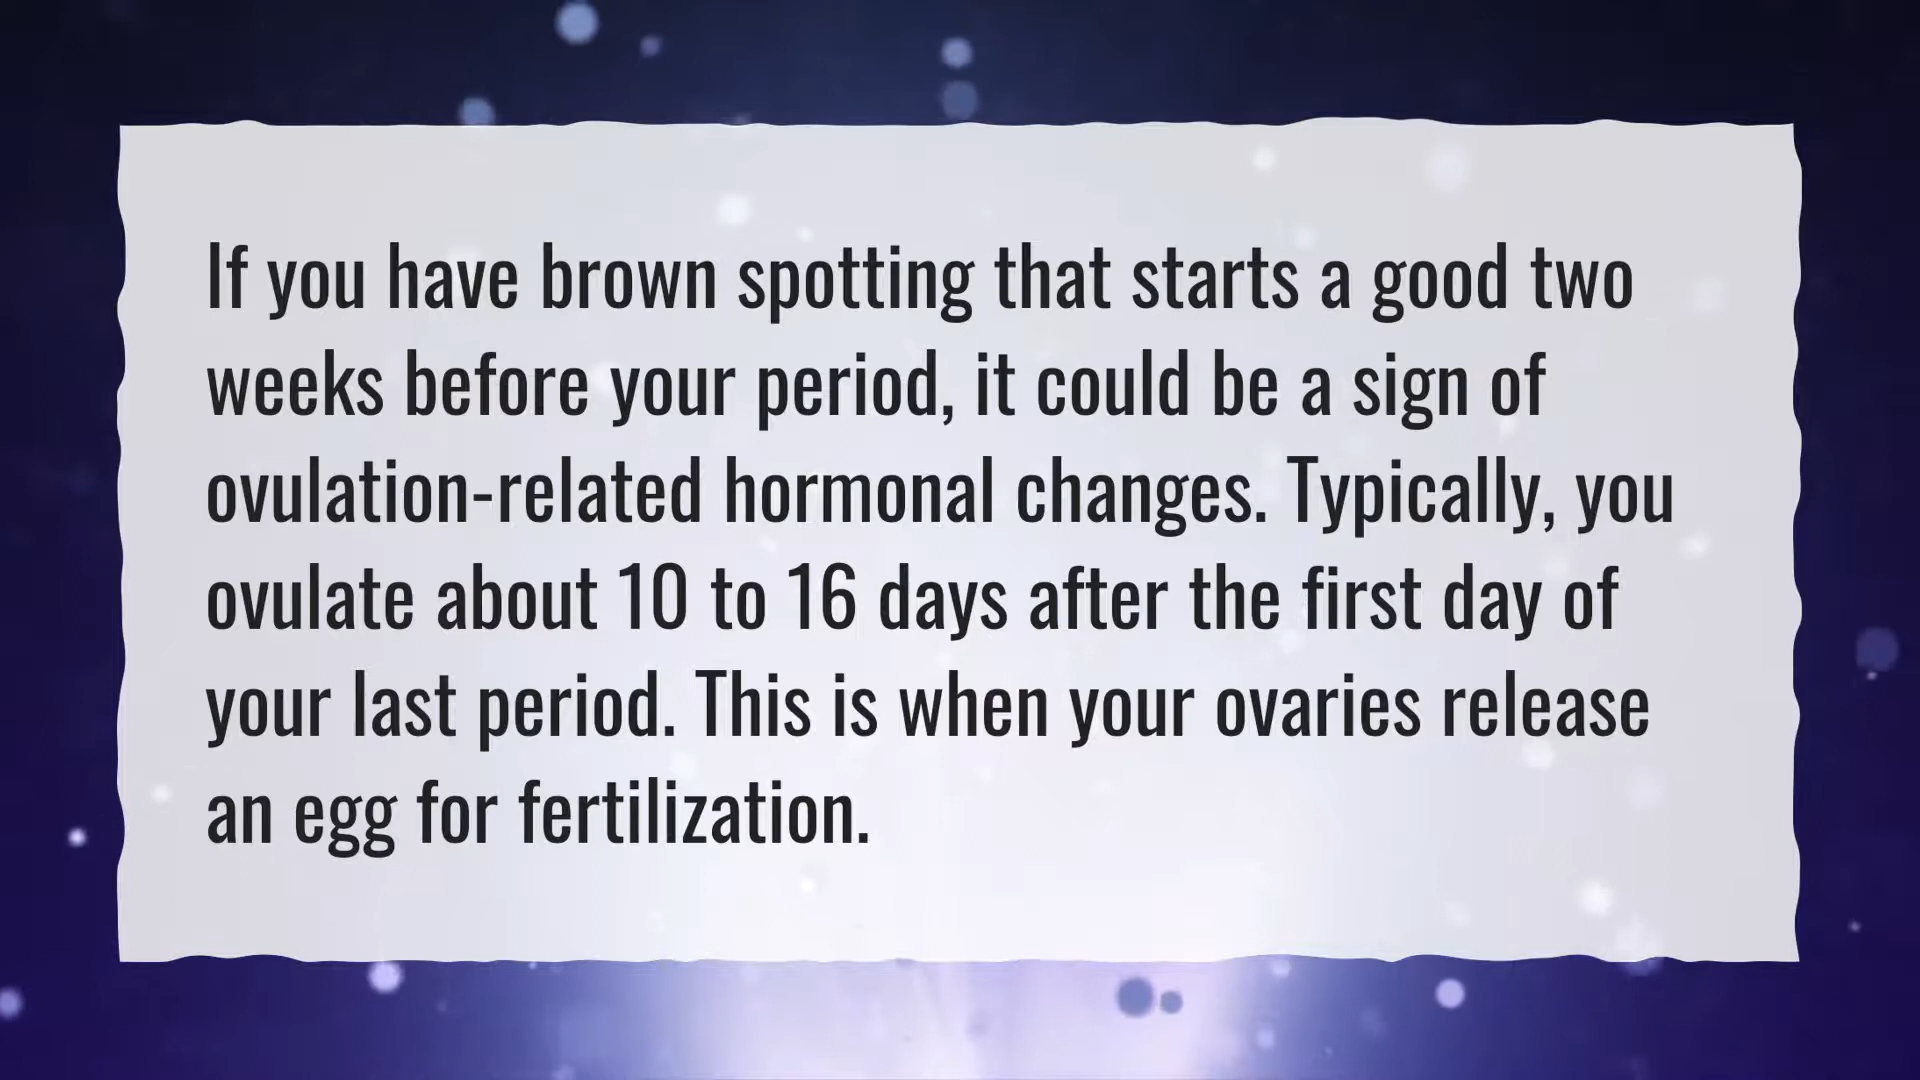 If you have brown spotting that starts a good two
weeks before your period, it could be a sign of
ovulation-related hormonal changes. Typically, you
ovulate about 10 to 16 days after the first day of
your last period. This is when your ovaries release
an egg for fertilization.